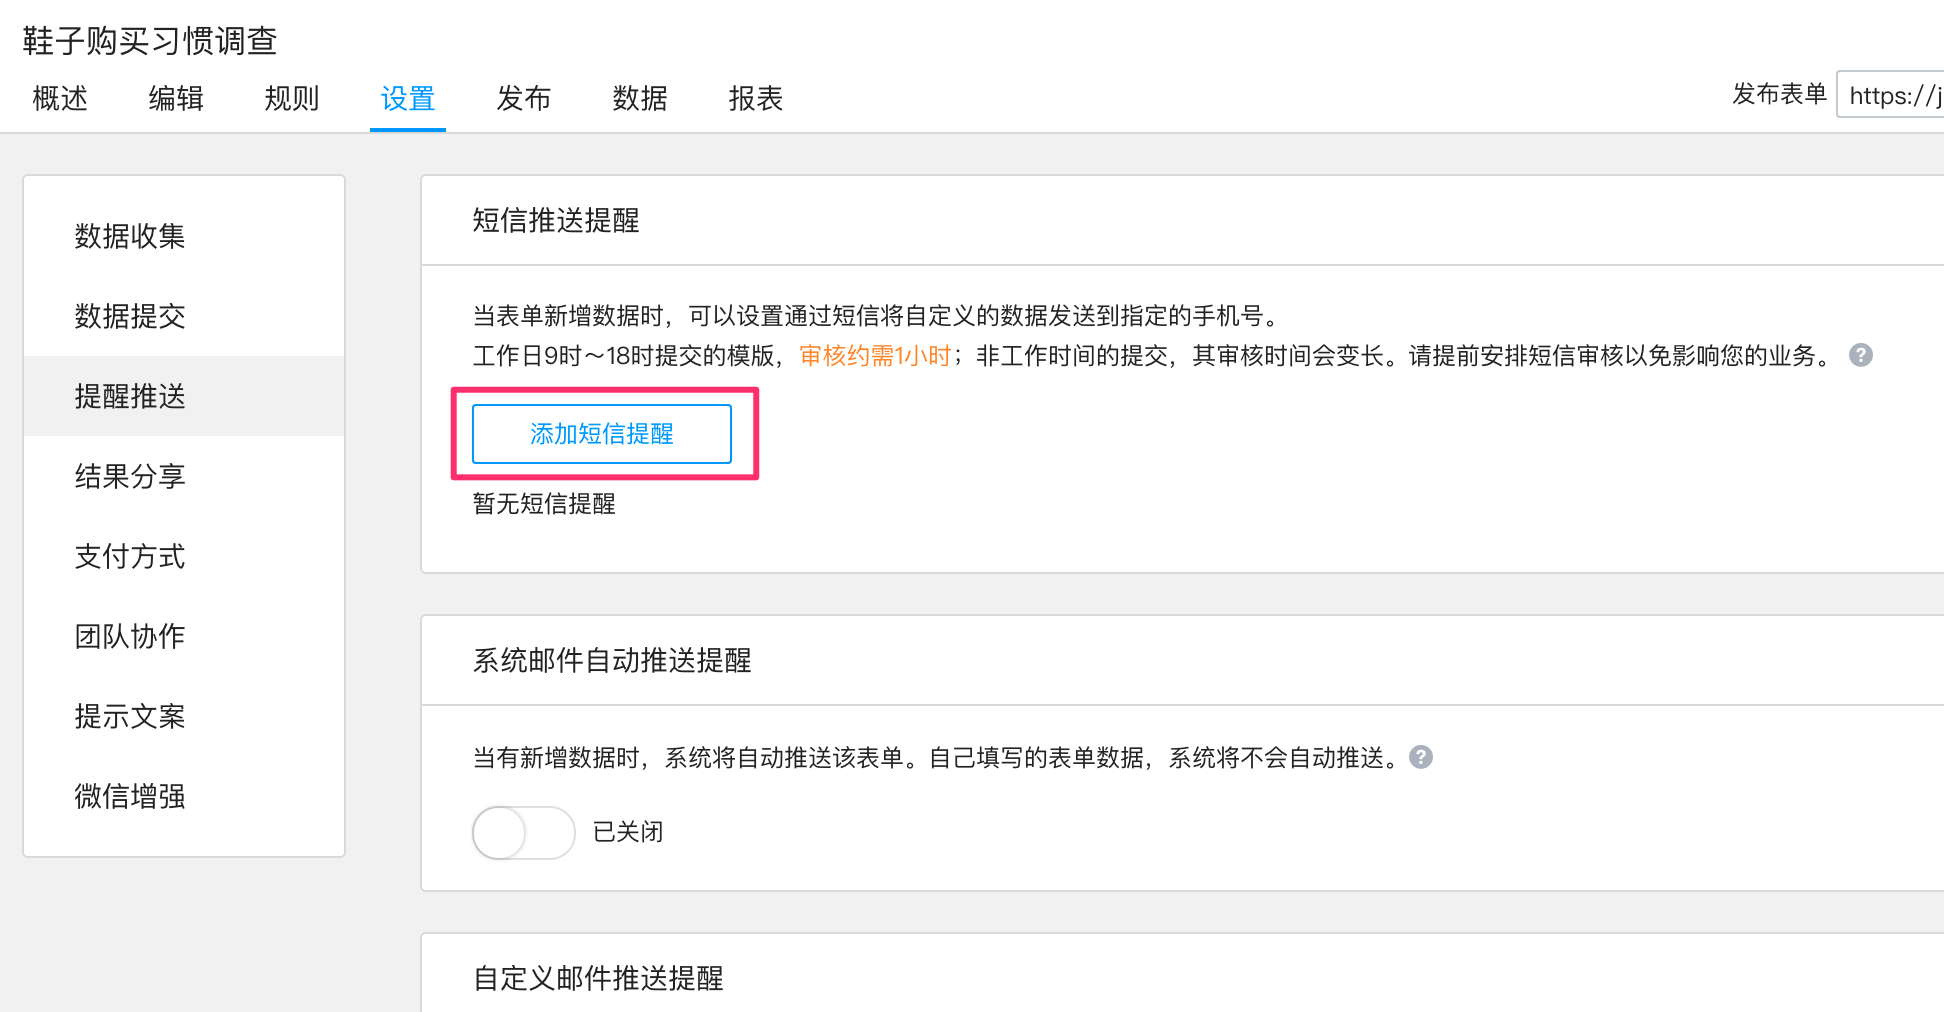 鞋子购买习惯调查
概述 编辑 规则 设置 发布 数据 报表
发布表单 https://j
数据收集
数据提交
提醒推送
结果分享
支付方式
团队协作
提示文案
微信增强
短信推送提醒
当表单新增数据时，可以设置通过短信将自定义的数据发送到指定的手机号。
工作日9时～18时提交的模版，审核约需1小时；非工作时间的提交，其审核时间会变长。请提前安排短信审核以免影响您的业务。 ?
添加短信提醒
暂无短信提醒
系统邮件自动推送提醒
当有新增数据时，系统将自动推送该表单。自己填写的表单数据，系统将不会自动推送。 ?
已关闭
自定义邮件推送提醒